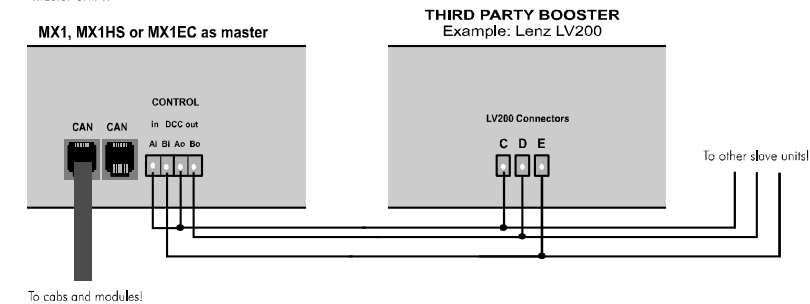 MX1, MX1HS or MX1EC as master
THIRD PARTY BOOSTER
Example: Lenz LV200
CONTROL
in DCC out
CAN CAN
Ai Bi Ao Bo
LV200 Connectors
C D E
To other slave units!
To cabs and modules!